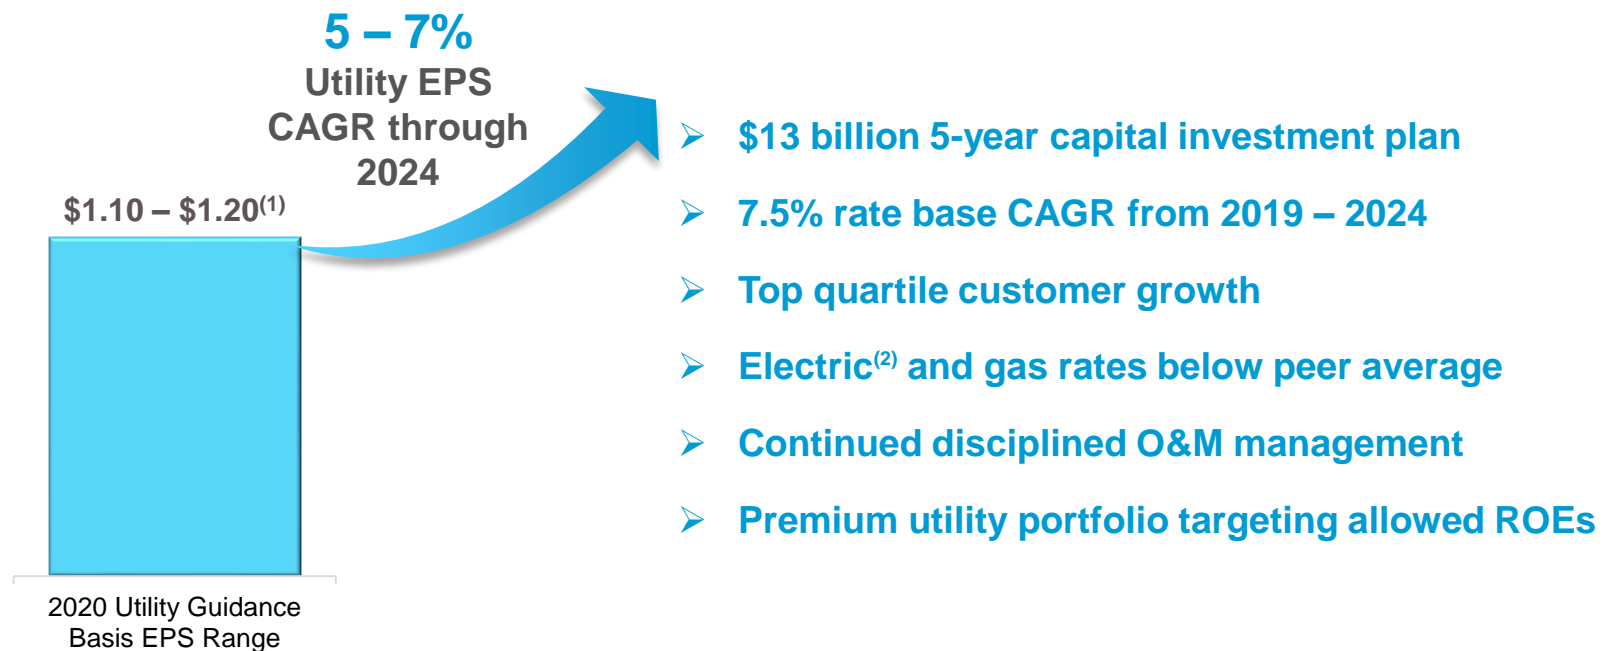 5 – 7%
Utility EPS
CAGR through
2024
$1.10 – $1.20(1)
2020 Utility Guidance
Basis EPS Range
➢ $13 billion 5-year capital investment plan
➢ 7.5% rate base CAGR from 2019 – 2024
➢ Top quartile customer growth
➢ Electric(2) and gas rates below peer average
➢ Continued disciplined O&M management
➢ Premium utility portfolio targeting allowed ROEs